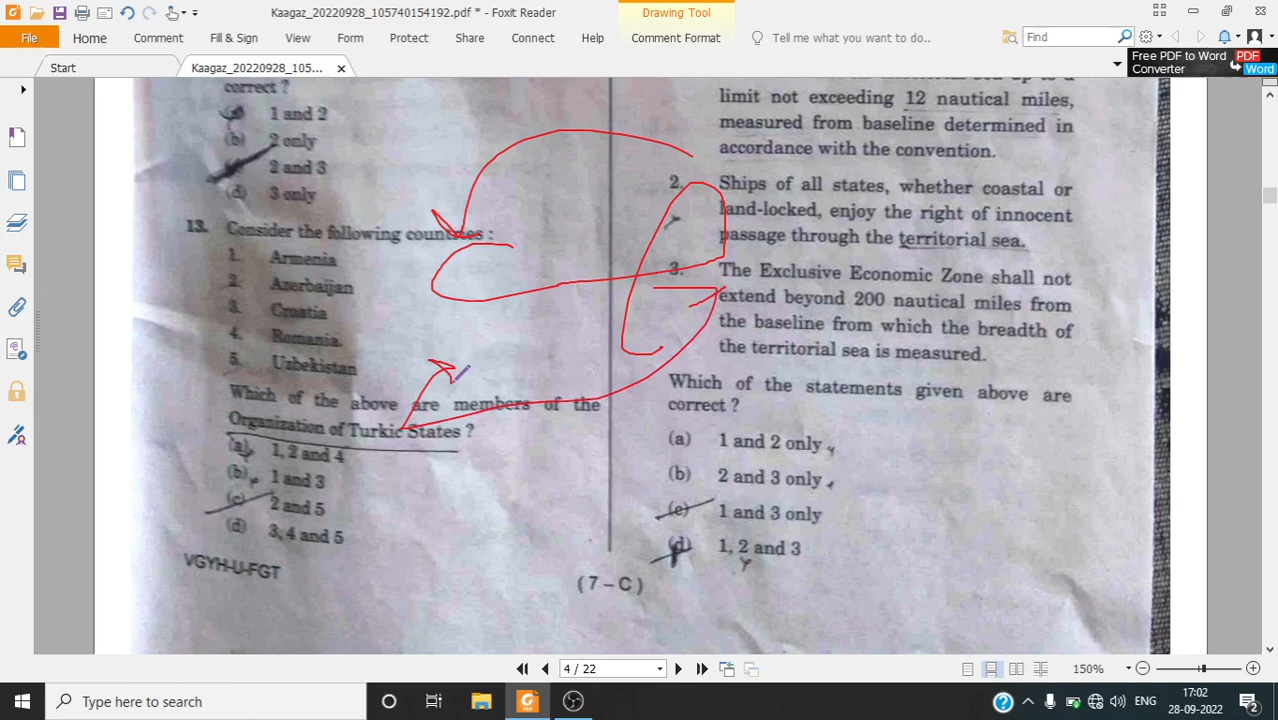 Kaagaz_20220928_105740154192.pdf * - Foxit Reader
Drawing Tool
File
Home
Comment
Fill & Sign
View
Form
Protect
Share
Connect
Help
Comment Format
Tell me what you want to do..
Find
Start
Kaagaz_20220928_105...
Free PDF to Word
Converter
PDF
Word
correct ?
1 and 2
(b) 2 only
2 and 3
(d) 3 only
13. Consider the following countries :
1. Armenia
2. Azerbaijan
3. Croatia
4. Romania
5. Uzbekistan
Which of the above are members of the
Organization of Turkic States ?
(a) 1, 2 and 4
(b) 1 and 3
(c) 2 and 5
(d) 3, 4 and 5
VGYH-U-FGT
limit not exceeding 12 nautical miles,
measured from baseline determined in
accordance with the convention.
2. Ships of all states, whether coastal or
land-locked, enjoy the right of innocent
passage through the territorial sea.
3. The Exclusive Economic Zone shall not
extend beyond 200 nautical miles from
the baseline from which the breadth of
the territorial sea is measured.
Which of the statements given above are
correct ?
(a) 1 and 2 only
(b) 2 and 3 only
(c) 1 and 3 only
(d) 1, 2 and 3
( 7 – C )
4 / 22
150%
Type here to search
ENG
17:02
28-09-2022
2